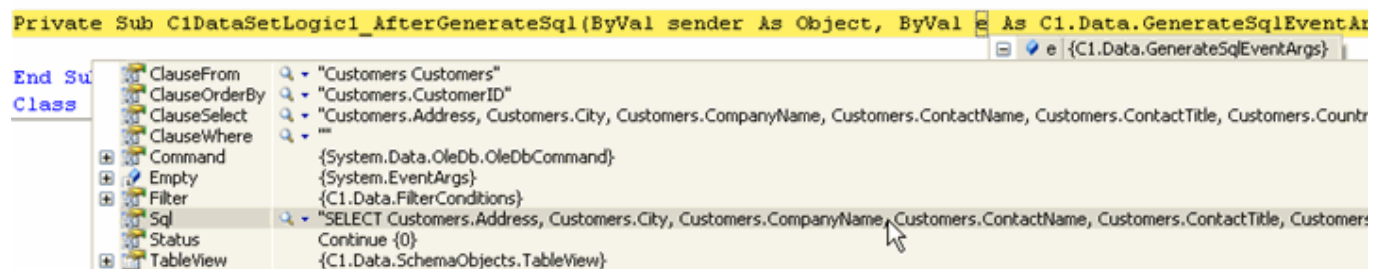 Private Sub C1DataSetLogic1_AfterGenerateSql(ByVal sender As Object, ByVal e As C1.Data.GenerateSqlEventAr
e {C1.Data.GenerateSqlEventArgs}
End Su
Class
ClauseFrom "Customers Customers"
ClauseOrderBy "Customers.CustomerID"
ClauseSelect "Customers.Address, Customers.City, Customers.CompanyName, Customers.ContactName, Customers.ContactTitle, Customers.Countr
ClauseWhere ""
Command {System.Data.OleDb.OleDbCommand}
Empty {System.EventArgs}
Filter {C1.Data.FilterConditions}
Sql "SELECT Customers.Address, Customers.City, Customers.CompanyName, Customers.ContactName, Customers.ContactTitle, Customers
Status Continue {0}
TableView {C1.Data.SchemaObjects.TableView}